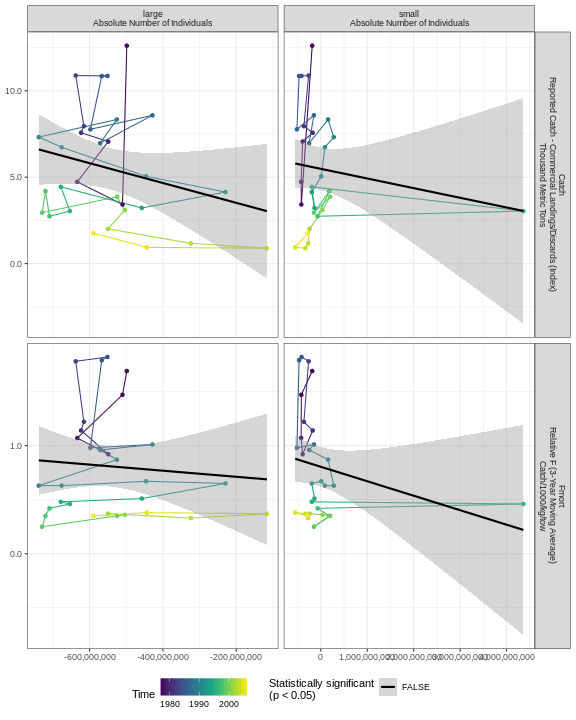 large
Absolute Number of Individuals
small
Absolute Number of Individuals
10.0
5.0
0.0
Catch
Reported Catch - Commercial Landings/Discards (Index)
Thousand Metric Tons
1.0
0.0
Fmort
Relative F (3-Year Moving Average)
Catch/1000/kg/tow
-600,000,000
-400,000,000
-200,000,000
0
1,000,000,000
2,000,000,000
3,000,000,000
4,000,000,000
Time
1980
1990
2000
Statistically significant
(p < 0.05)
FALSE